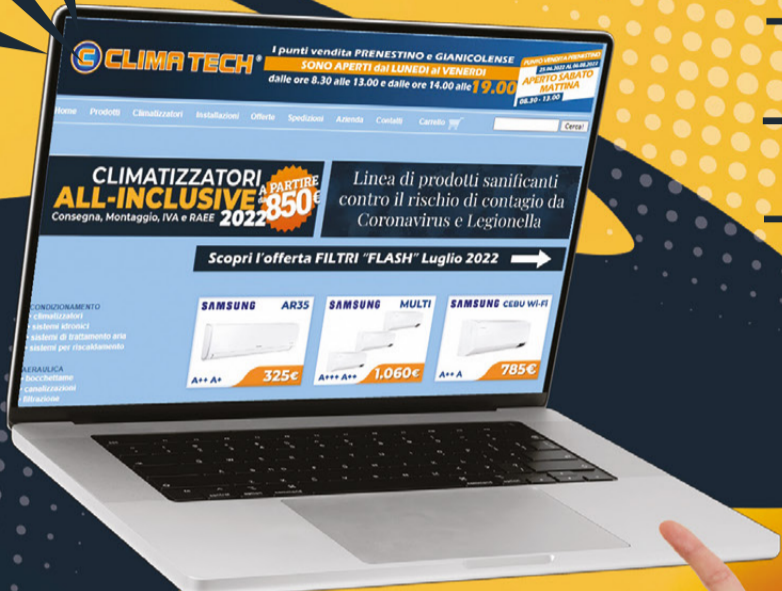 CLIMATECH®
I punti vendita PRENESTINO e GIANICOLENSE
SONO APERTI dal LUNEDI al VENERDI
dalle ore 8.30 alle 13.00 e dalle ore 14.00 alle 19.00
PUNTO VENDITA PRENESTINO
APERTO SABATO
MATTINA
08.30 - 13.00
Home Prodotti Climatizzatori Installazioni Offerte Spedizioni Azienda Contatti Carrello
Cerca!
CLIMATIZZATORI
ALL-INCLUSIVE
Consegna, Montaggio, IVA e RAEE 2022
A PARTIRE
da 850€
Linea di prodotti sanificanti
contro il rischio di contagio da
Coronavirus e Legionella
Scopri l'offerta FILTRI "FLASH" Luglio 2022
CONDIZIONAMENTO
climatizzatori
sistemi idronici
sistemi di trattamento aria
sistemi per riscaldamento
AERAULICA
bocchettame
canalizzazioni
filtrazione
SAMSUNG AR35
A++ A+ 325€
SAMSUNG MULTI
A+++ A++ 1.060€
SAMSUNG CEBU Wi-Fi
A++ A 785€